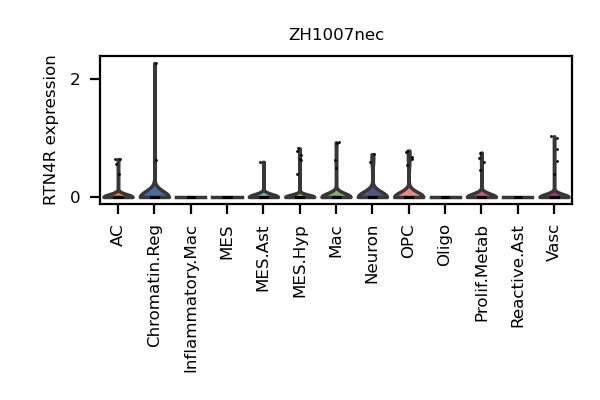 ZH1007nec
RTN4R expression
2
0
AC
Chromatin.Reg
Inflammatory.Mac
MES
MES.Ast
MES.Hyp
Mac
Neuron
OPC
Oligo
Prolif.Metab
Reactive.Ast
Vasc